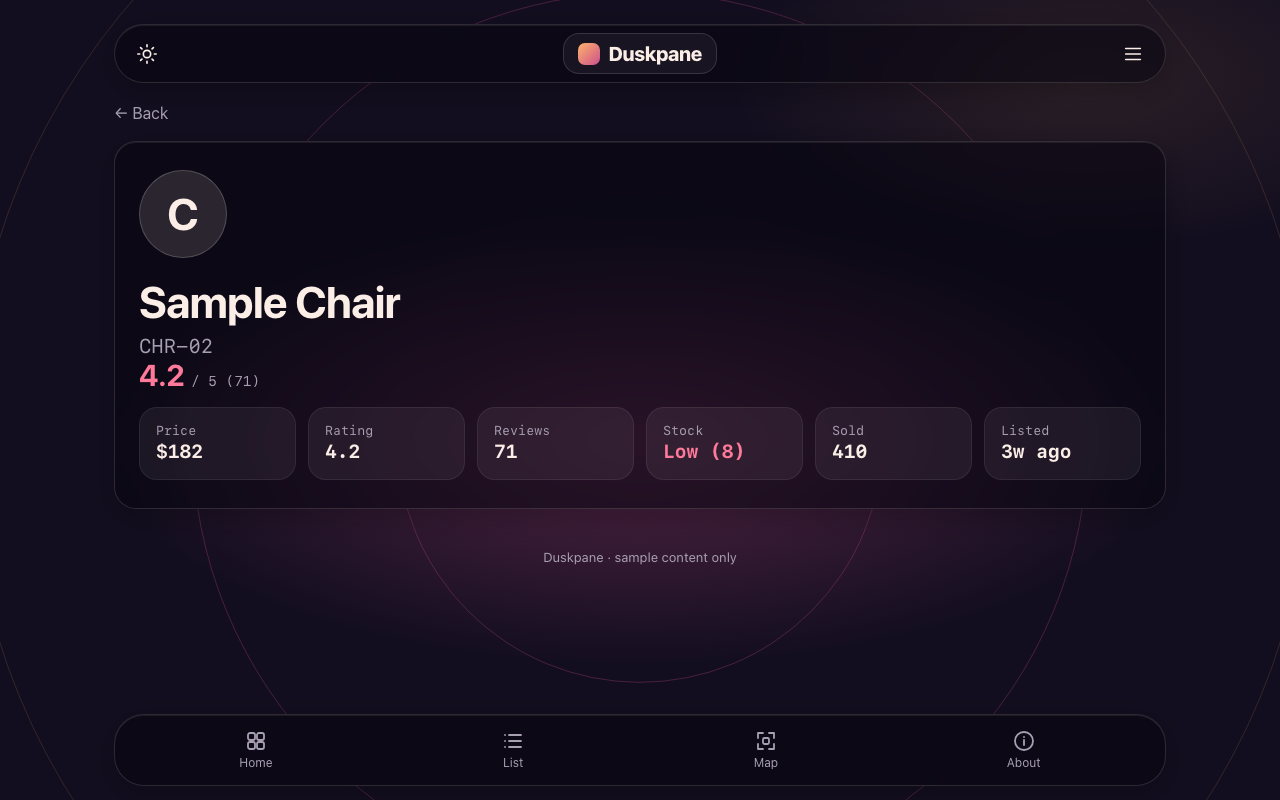 Duskpane
← Back
C
Sample Chair
CHR–02
4.2 / 5 (71)
Price Rating Reviews Stock Sold Listed
$182 4.2 71 Low (8) 410 3w ago
Duskpane · sample content only
Home List Map About